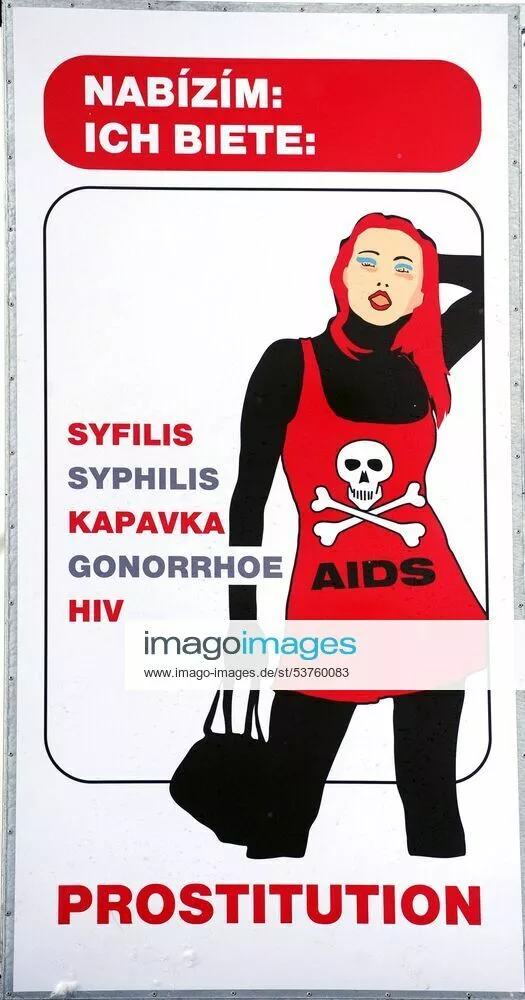 NABÍZÍM:
ICH BIETE:
SYFILIS
SYPHILIS
KAPAVKA
GONORRHOE
HIV
AIDS
imagoimages
www.imago-images.de/st/53760083
PROSTITUTION